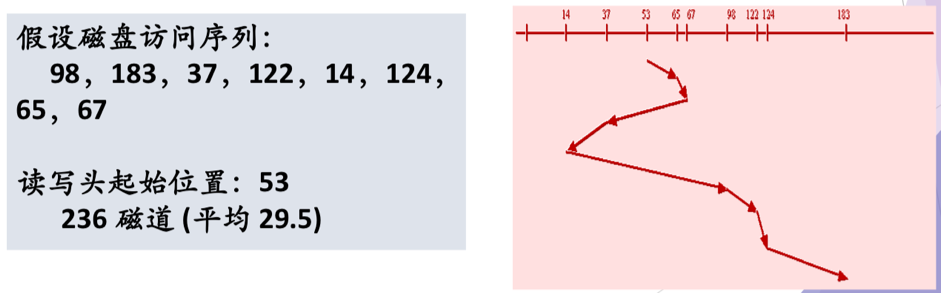 假设磁盘访问序列:
98, 183, 37, 122, 14, 124,
65, 67
读写头起始位置: 53
236 磁道 (平均 29.5)
14 37 53 65 67 98 122 124 183